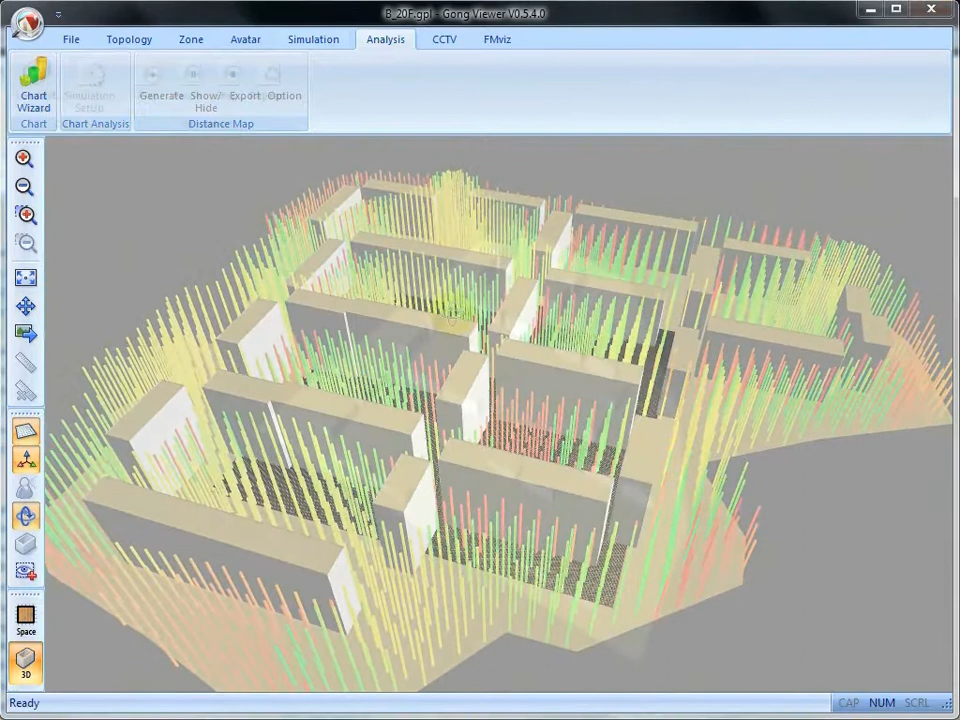 B_20F.gpl - Gong Viewer V0.5.4.0
File Topology Zone Avatar Simulation Analysis CCTV FMviz
Chart Wizard
Simulation Setup
Generate Show/ Hide Export Option
Chart Chart Analysis Distance Map
Space
3D
Ready CAP NUM SCRL